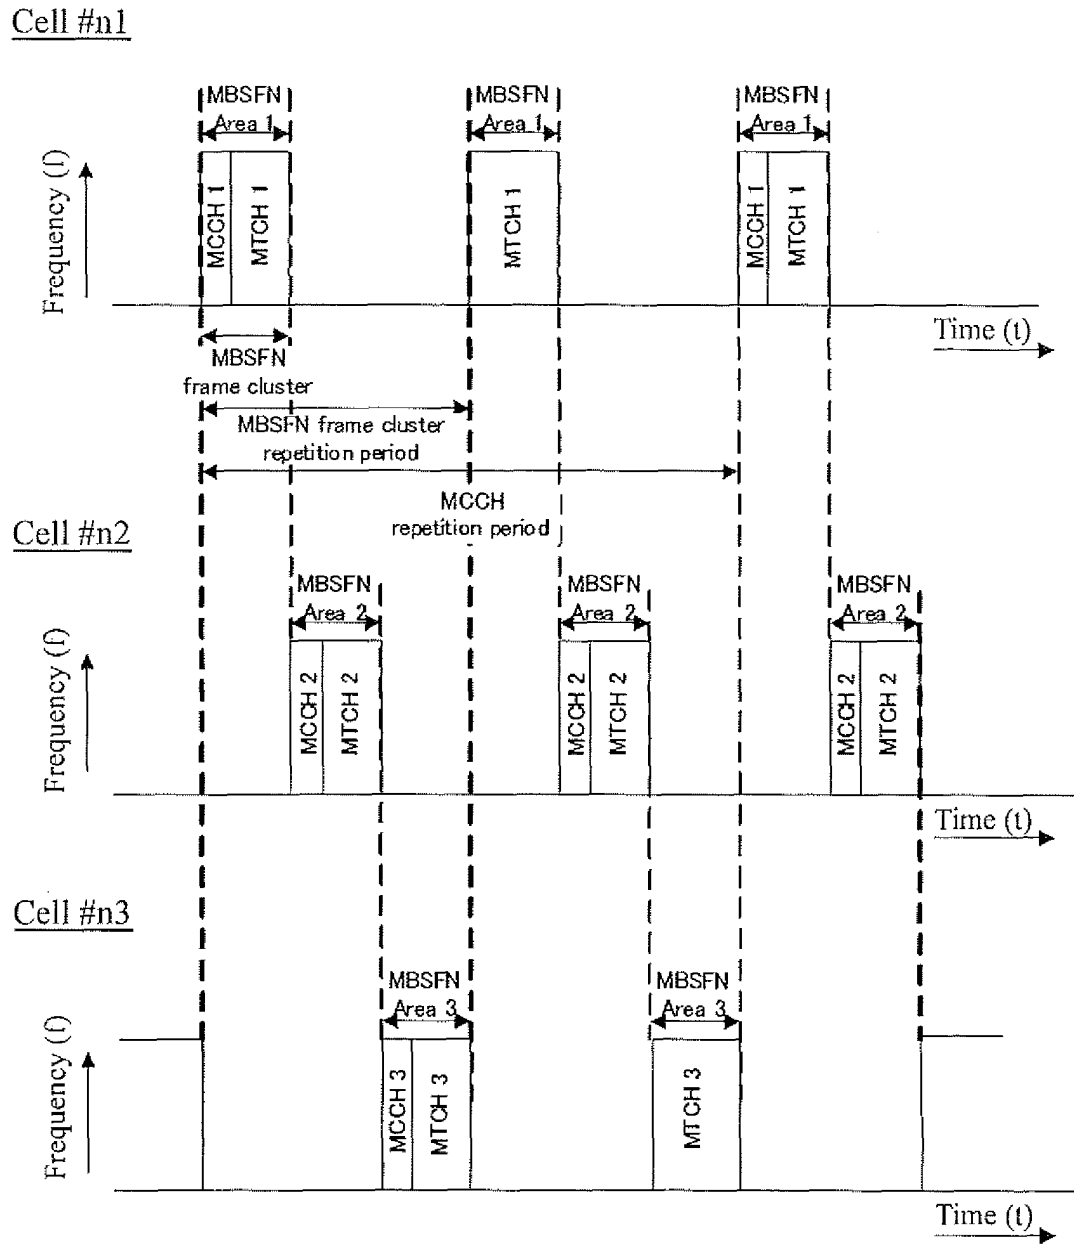 Cell #n1
MBSFN
Area 1
MBSFN
Area 1
MBSFN
Area 1
Frequency (f)
MCCH 1
MTCH 1
MTCH 1
MCCH 1
MTCH 1
Time (t)
MBSFN
frame cluster
MBSFN frame cluster
repetition period
MCCH
repetition period
Cell #n2
MBSFN
Area 2
MBSFN
Area 2
MBSFN
Area 2
Frequency (f)
MCCH 2
MTCH 2
MCCH 2
MTCH 2
MCCH 2
MTCH 2
Time (t)
Cell #n3
MBSFN
Area 3
MBSFN
Area 3
Frequency (f)
MCCH 3
MTCH 3
MTCH 3
Time (t)